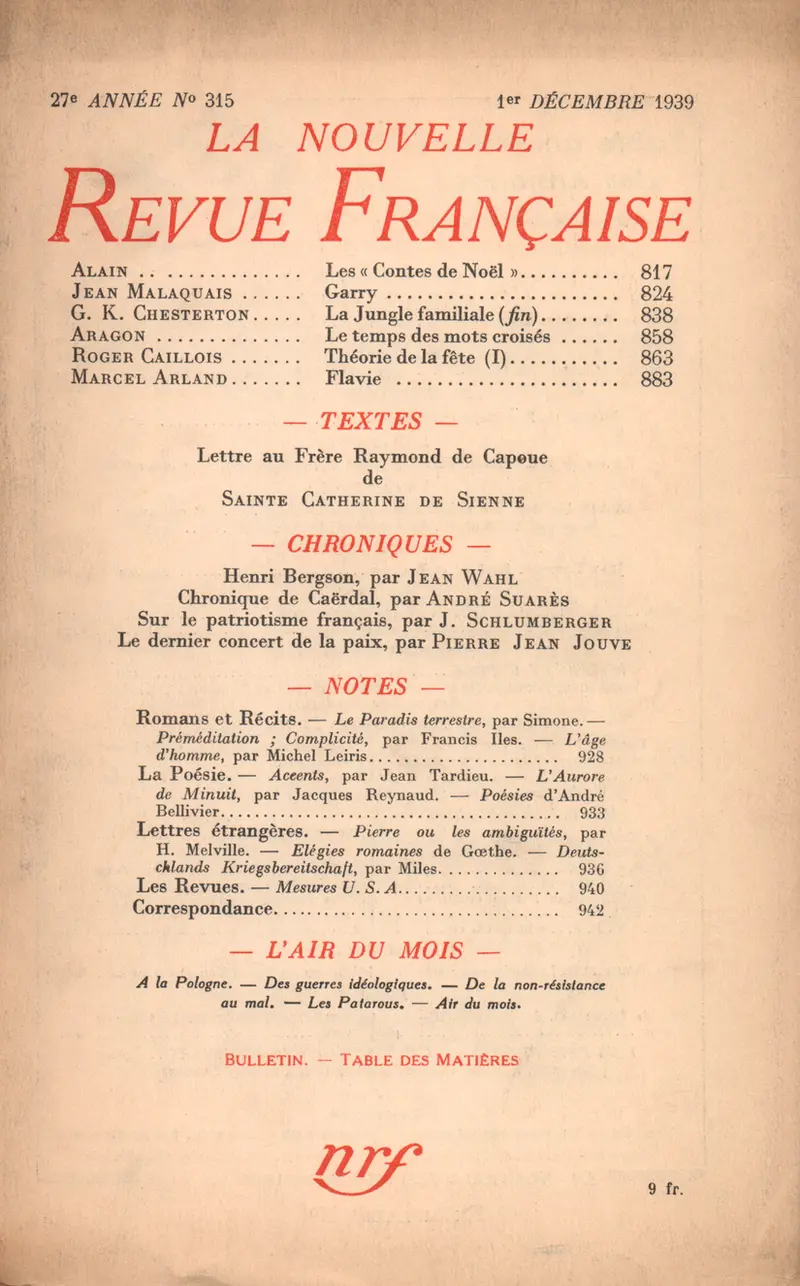 27e ANNÉE No 315 1er DÉCEMBRE 1939
LA NOUVELLE
REVUE FRANÇAISE
ALAIN .. ............. Les « Contes de Noël ».......... 817
JEAN MALAQUAIS ...... Garry ....................... 824
G. K. CHESTERTON..... La Jungle familiale (fin)........ 838
ARAGON .............. Le temps des mots croisés ...... 858
ROGER CAILLOIS ....... Théorie de la fête (I)........... 863
MARCEL ARLAND....... Flavie ...................... 883
— TEXTES —
Lettre au Frère Raymond de Capoue
de
SAINTE CATHERINE DE SIENNE
— CHRONIQUES —
Henri Bergson, par JEAN WAHL
Chronique de Caërdal, par ANDRÉ SUARÈS
Sur le patriotisme français, par J. SCHLUMBERGER
Le dernier concert de la paix, par PIERRE JEAN JOUVE
— NOTES —
Romans et Récits. — Le Paradis terrestre, par Simone. —
Préméditation ; Complicité, par Francis Iles. — L'âge
d'homme, par Michel Leiris...................... 928
La Poésie. — Accents, par Jean Tardieu. — L'Aurore
de Minuit, par Jacques Reynaud. — Poésies d'André
Bellivier........................................ 933
Lettres étrangères. — Pierre ou les ambiguïtés, par
H. Melville. — Elégies romaines de Gœthe. — Deuts-
chlands Kriegsbereitschaft, par Miles............... 936
Les Revues. — Mesures U. S. A................... 940
Correspondance................................. 942
— L'AIR DU MOIS —
A la Pologne. — Des guerres idéologiques. — De la non-résistance
au mal. — Les Patarous. — Air du mois.
BULLETIN. — TABLE DES MATIÈRES
nrf
9 fr.